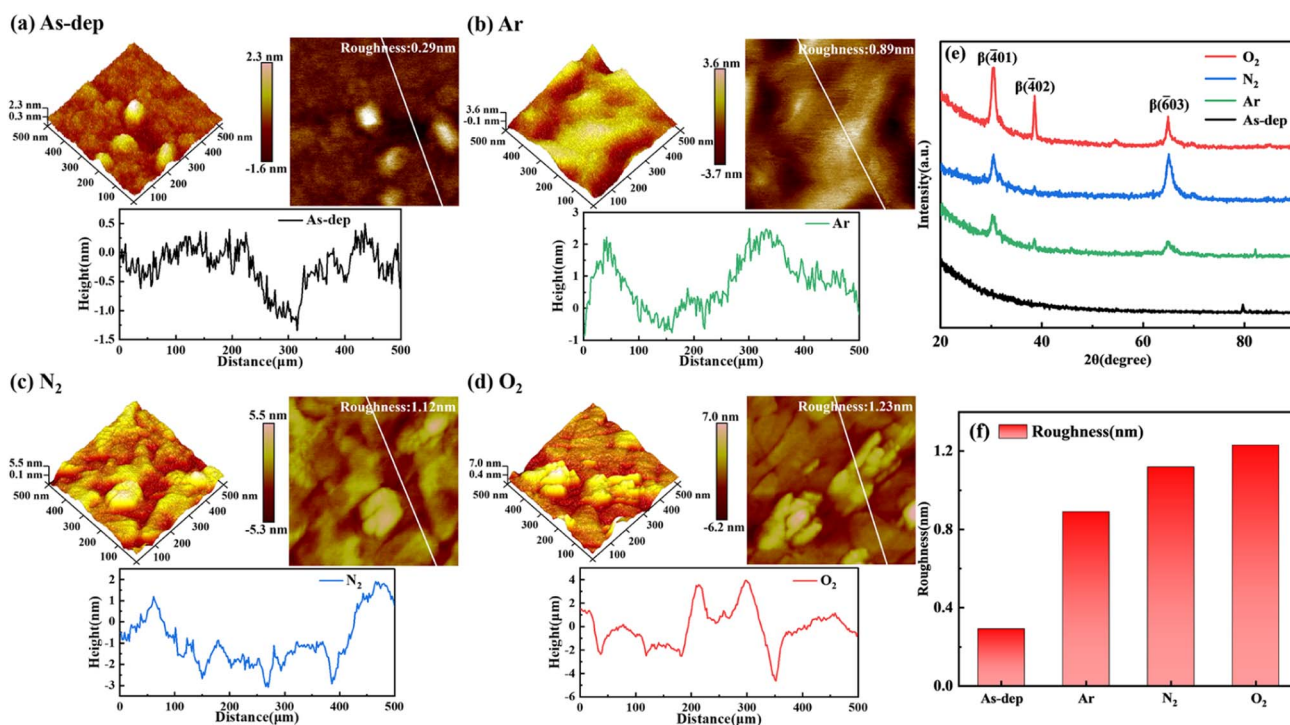 (a) As-dep
2.3 nm
0.3 nm
500 nm
400
300
200
100
500 nm
400
300
200
100
2.3 nm
-1.6 nm
Roughness:0.29nm
As-dep
Height(nm)
0.5
0.0
-0.5
-1.0
-1.5
0
100
200
300
400
500
Distance(μm)
(b) Ar
3.6 nm
-0.1 nm
500 nm
400
300
200
100
500 nm
400
300
200
100
3.6 nm
-3.7 nm
Roughness:0.89nm
Ar
Height(nm)
3
2
1
0
-1
0
100
200
300
400
500
Distance(μm)
(e)
β(4̅01)
β(4̅02)
β(6̅03)
O₂
N₂
Ar
As-dep
Intensity(a.u.)
20
40
60
80
2θ(degree)
(c) N₂
5.5 nm
0.1 nm
500 nm
400
300
200
100
500 nm
400
300
200
100
5.5 nm
-5.3 nm
Roughness:1.12nm
N₂
Height(nm)
2
1
0
-1
-2
-3
0
100
200
300
400
500
Distance(μm)
(d) O₂
7.0 nm
0.4 nm
500 nm
400
300
200
100
500 nm
400
300
200
100
7.0 nm
-6.2 nm
Roughness:1.23nm
O₂
Height(μm)
4
2
0
-2
-4
-6
0
100
200
300
400
500
Distance(μm)
(f)
Roughness(nm)
Roughness(nm)
1.2
0.8
0.4
0.0
As-dep
Ar
N₂
O₂